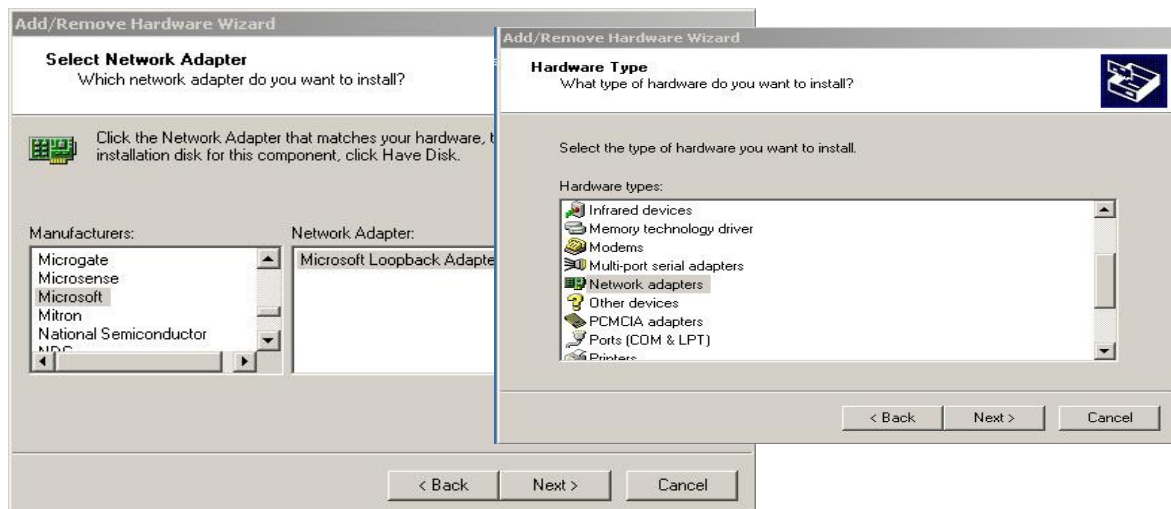 Add/Remove Hardware Wizard
Select Network Adapter
Which network adapter do you want to install?
Click the Network Adapter that matches your hardware,
installation disk for this component, click Have Disk.
Manufacturers:
Microgate
Microsense
Microsoft
Mitron
National Semiconductor
Network Adapter:
Microsoft Loopback Adapte
< Back
Next >
Cancel
Add/Remove Hardware Wizard
Hardware Type
What type of hardware do you want to install?
Select the type of hardware you want to install.
Hardware types:
Infrared devices
Memory technology driver
Modems
Multi-port serial adapters
Network adapters
Other devices
PCMCIA adapters
Ports (COM & LPT)
Printers
< Back
Next >
Cancel